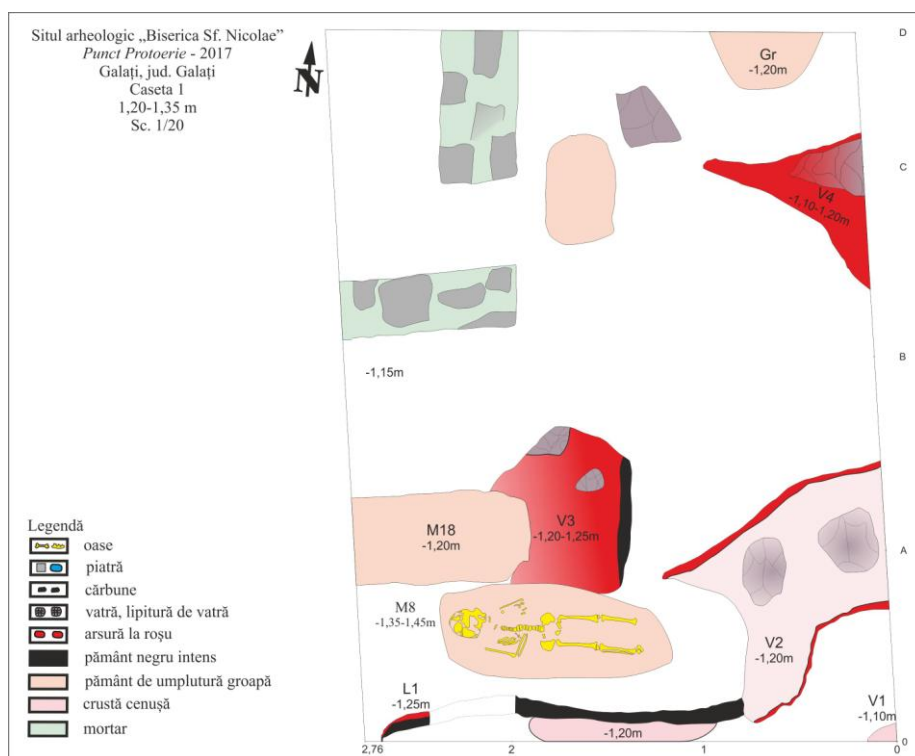 Situl arheologic „Biserica Sf. Nicolae”
Punct Protoerie - 2017
Galați, jud. Galați
Caseta 1
1,20-1,35 m
Sc. 1/20
N
D
Gr
-1,20m
C
V4
-1,10-1,20m
B
-1,15m
V3
-1,20-1,25m
M18
-1,20m
A
M8
-1,35-1,45m
V2
-1,20m
L1
-1,25m
V1
-1,10m
-1,20m
0
2,76
2
1
0
Legendă
oase
piatră
cărbune
vatră, lipitură de vatră
arsură la roșu
pământ negru intens
pământ de umplutură groapă
crustă cenușă
mortar